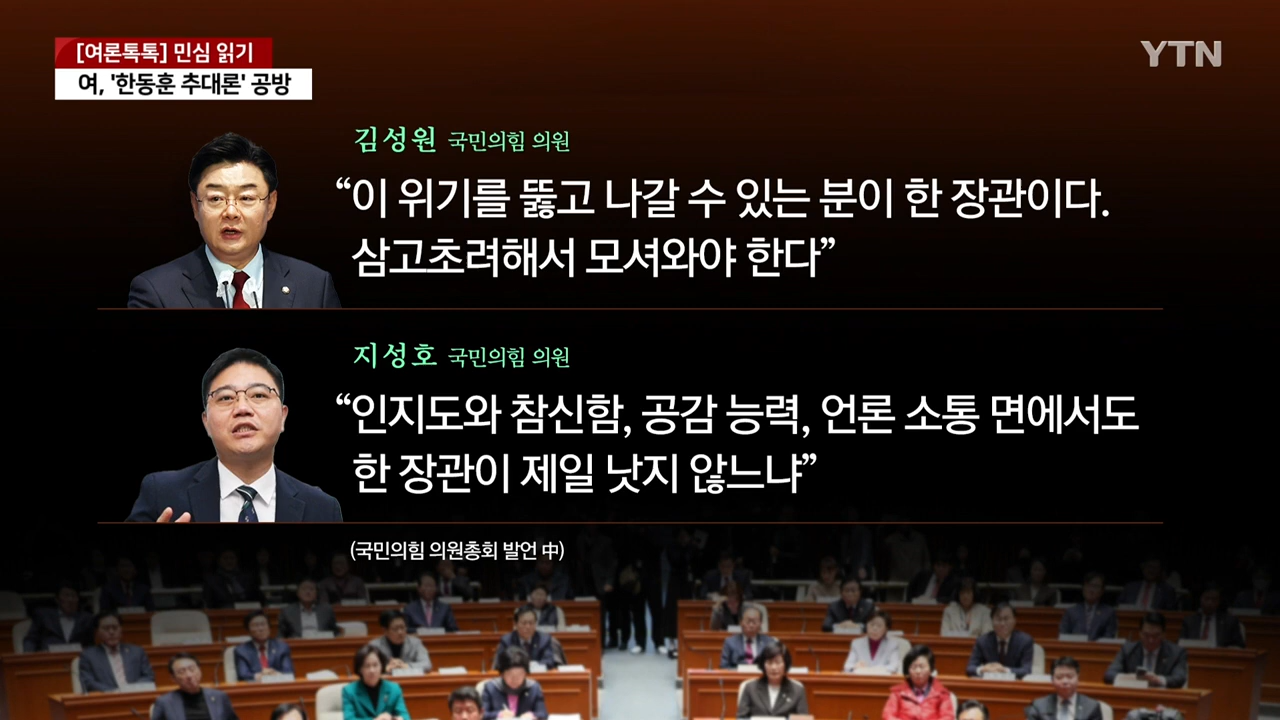 [여론톡톡] 민심 읽기
YTN
여, '한동훈 추대론' 공방
김성원 국민의힘 의원
“이 위기를 뚫고 나갈 수 있는 분이 한 장관이다.
삼고초려해서 모셔와야 한다”
지성호 국민의힘 의원
“인지도와 참신함, 공감 능력, 언론 소통 면에서도
한 장관이 제일 낫지 않느냐”
(국민의힘 의원총회 발언 中)